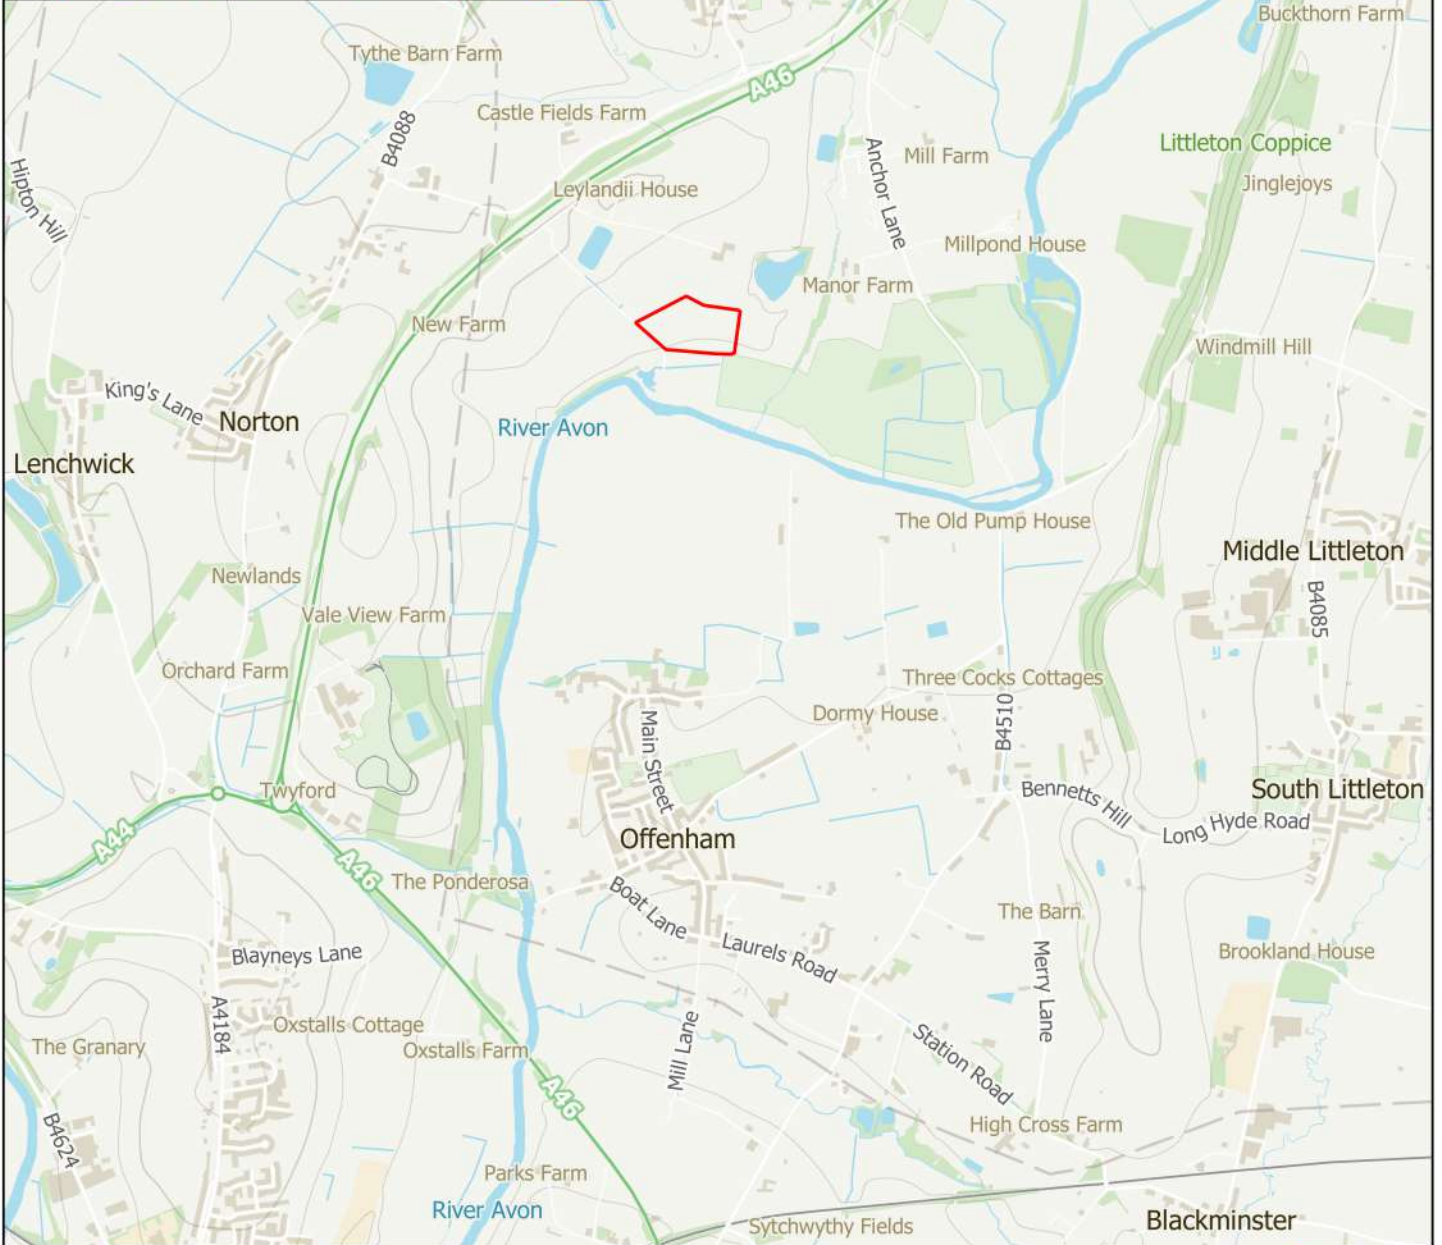 Buckthorn Farm
Tythe Barn Farm
A46
Castle Fields Farm
B4088
Littleton Coppice
Mill Farm
Anchor Lane
Hipton Hill
Jinglejoys
Leylandii House
Millpond House
Manor Farm
New Farm
Windmill Hill
King's Lane
Norton
River Avon
Lenchwick
The Old Pump House
Middle Littleton
Newlands
B4085
Vale View Farm
Orchard Farm
Three Cocks Cottages
Dormy House
B4510
Main Street
Twyford
Bennetts Hill
South Littleton
Long Hyde Road
A44
Offenham
A46
The Ponderosa
Boat Lane
The Barn
Laurels Road
Blayneys Lane
Brookland House
Merry Lane
A4184
Oxstalls Cottage
The Granary
Oxstalls Farm
Mill Lane
Station Road
A46
High Cross Farm
B4624
Parks Farm
River Avon
Sytchwythy Fields
Blackminster